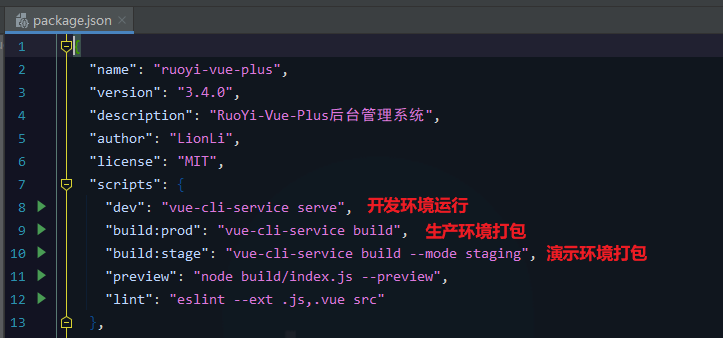 package.json
1 {
2 "name": "ruoyi-vue-plus",
3 "version": "3.4.0",
4 "description": "RuoYi-Vue-Plus后台管理系统",
5 "author": "LionLi",
6 "license": "MIT",
7 "scripts": {
8 "dev": "vue-cli-service serve", 开发环境运行
9 "build:prod": "vue-cli-service build", 生产环境打包
10 "build:stage": "vue-cli-service build --mode staging", 演示环境打包
11 "preview": "node build/index.js --preview",
12 "lint": "eslint --ext .js,.vue src"
13 },